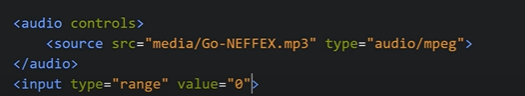 <audio controls>
<source src="media/Go-NEFFEX.mp3" type="audio/mpeg">
</audio>
<input type="range" value="0">